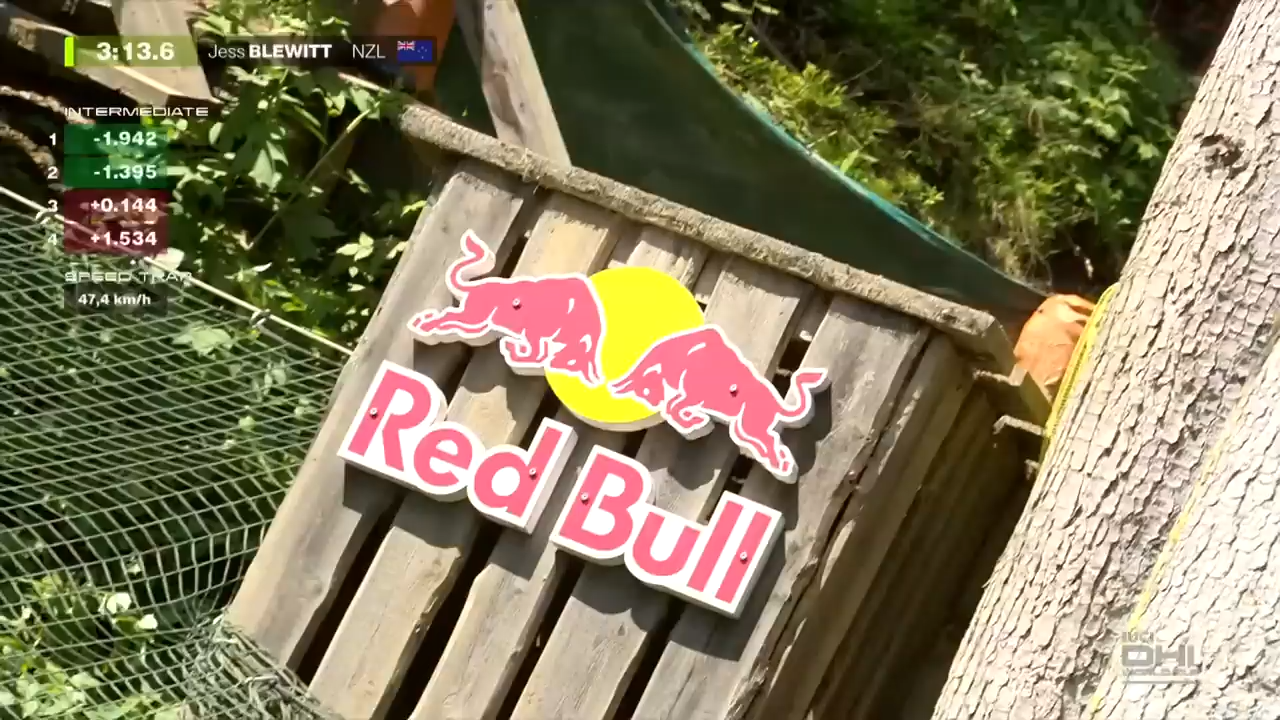 3:13.6 Jess BLEWITT NZL
INTERMEDIATE
1 -1.942
2 -1.395
3 +0.144
4 +1.534
SPEED TRAP
47,4 km/h
Red Bull
UCI
DHI